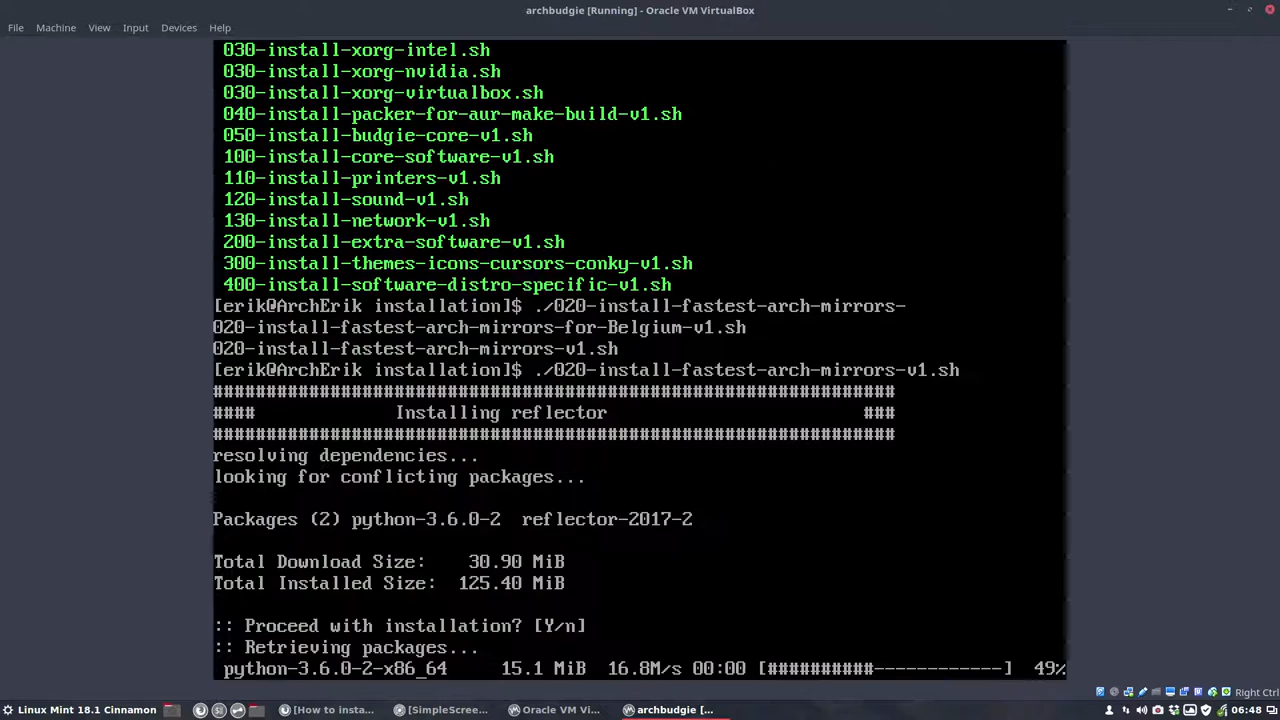 archbudgie [Running] - Oracle VM VirtualBox
File Machine View Input Devices Help
030-install-xorg-intel.sh
030-install-xorg-nvidia.sh
030-install-xorg-virtualbox.sh
040-install-packer-for-aur-make-build-v1.sh
050-install-budgie-core-v1.sh
100-install-core-software-v1.sh
110-install-printers-v1.sh
120-install-sound-v1.sh
130-install-network-v1.sh
200-install-extra-software-v1.sh
300-install-themes-icons-cursors-conky-v1.sh
400-install-software-distro-specific-v1.sh
[erik@ArchErik installation]$ ./020-install-fastest-arch-mirrors-
020-install-fastest-arch-mirrors-for-Belgium-v1.sh
020-install-fastest-arch-mirrors-v1.sh
[erik@ArchErik installation]$ ./020-install-fastest-arch-mirrors-v1.sh
################################################################
#### Installing reflector ###
################################################################
resolving dependencies...
looking for conflicting packages...
Packages (2) python-3.6.0-2 reflector-2017-2
Total Download Size: 30.90 MiB
Total Installed Size: 125.40 MiB
:: Proceed with installation? [Y/n]
:: Retrieving packages...
python-3.6.0-2-x86_64 15.1 MiB 16.8M/s 00:00 [##########------------] 49%
Right Ctrl
Linux Mint 18.1 Cinnamon [How to insta... [SimpleScree... Oracle VM Vi... archbudgie [... 06:48